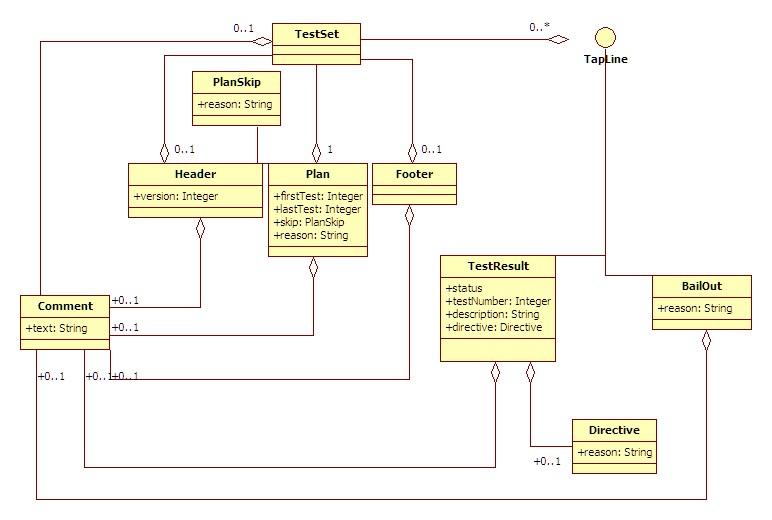 0..1
TestSet
0..*
TapLine
PlanSkip
+reason: String
0..1
1
0..1
Header
+version: Integer
Plan
+firstTest: Integer
+lastTest: Integer
+skip: PlanSkip
+reason: String
Footer
TestResult
+status
+testNumber: Integer
+description: String
+directive: Directive
BailOut
+reason: String
Comment
+text: String
+0..1
+0..1
+0..1
+0..1
+0..1
Directive
+reason: String
+0..1